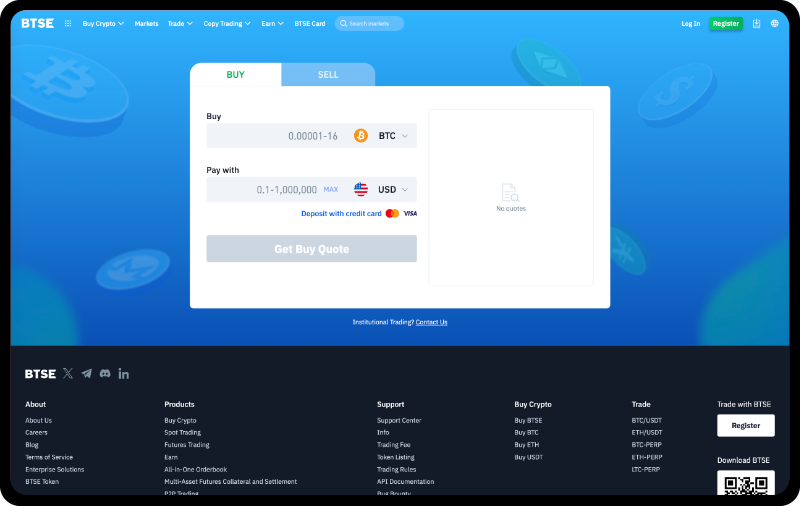 BTSE Buy Crypto Markets Trade Copy Trading Earn BTSE Card Search markets Log In Register
BUY SELL
Buy
0.00001-16 BTC
Pay with
0.1-1,000,000 MAX USD
Deposit with credit card VISA
Get Buy Quote
No quotes
Institutional Trading? Contact Us
BTSE
About
About Us
Careers
Blog
Terms of Service
Enterprise Solutions
BTSE Token
Products
Buy Crypto
Spot Trading
Futures Trading
Earn
All-in-One Orderbook
Multi-Asset Futures Collateral and Settlement
P2P Trading
Support
Support Center
Info
Trading Fee
Token Listing
Trading Rules
API Documentation
Bug Bounty
Buy Crypto
Buy BTSE
Buy BTC
Buy ETH
Buy USDT
Trade
BTC/USDT
ETH/USDT
BTC-PERP
ETH-PERP
LTC-PERP
Trade with BTSE
Register
Download BTSE